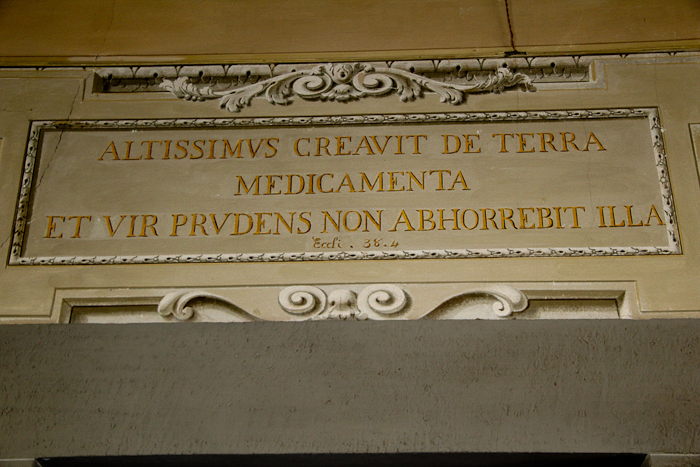 ALTISSIMVS CREAVIT DE TERRA
MEDICAMENTA
ET VIR PRVDENS NON ABHORREBIT ILLA
Eccli . 38.4